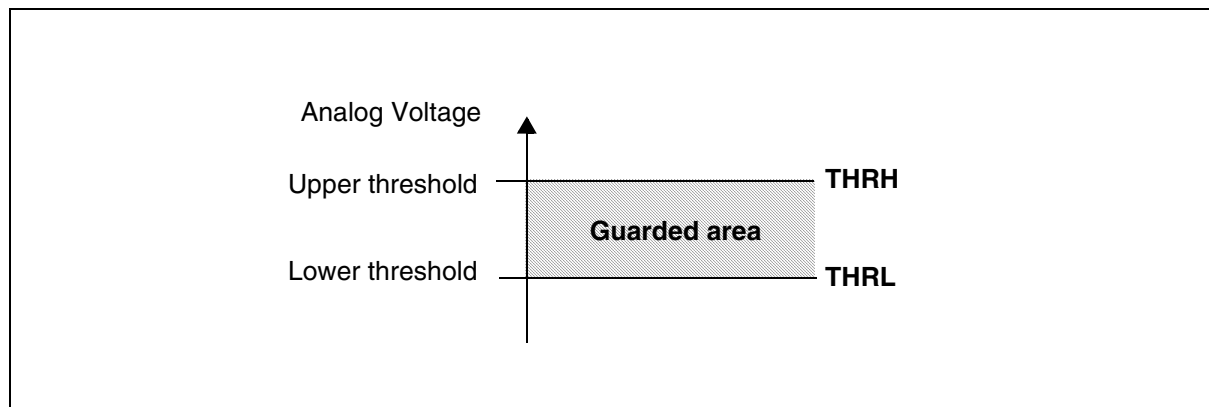 Analog Voltage
Upper threshold
THRH
Guarded area
Lower threshold
THRL